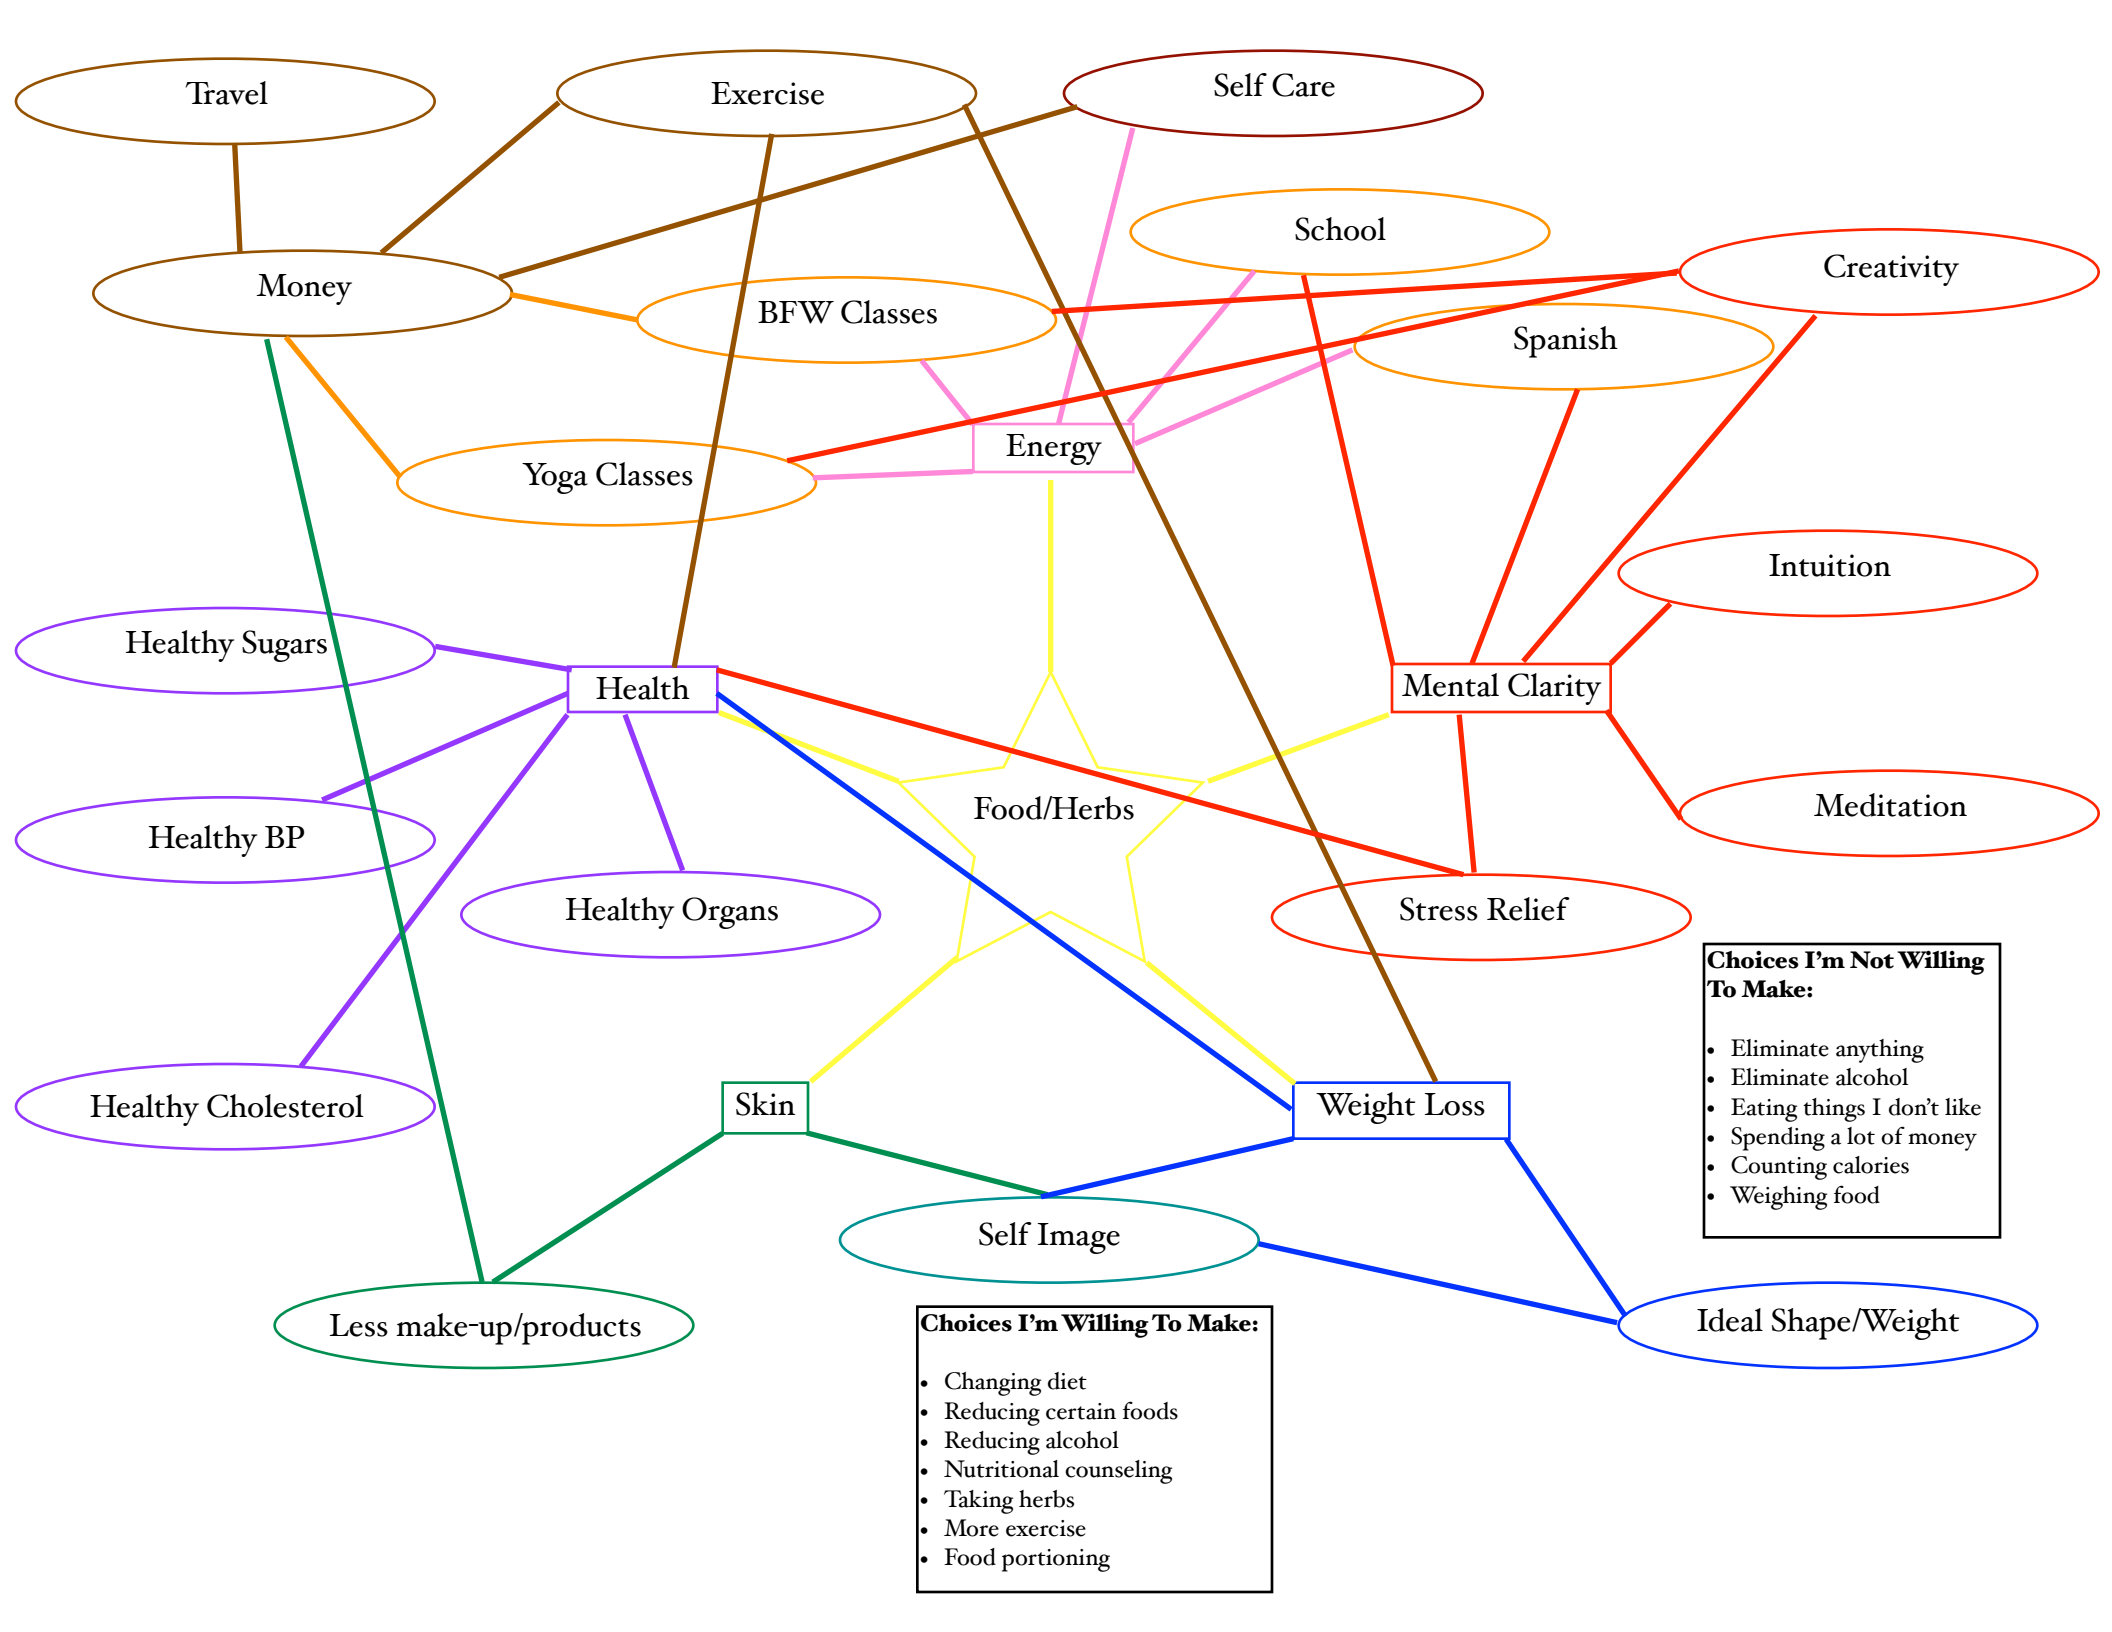 Travel
Exercise
Self Care
School
Creativity
Money
BFW Classes
Spanish
Energy
Yoga Classes
Intuition
Healthy Sugars
Health
Mental Clarity
Food/Herbs
Meditation
Healthy BP
Healthy Organs
Stress Relief
Choices I'm Not Willing
To Make:
• Eliminate anything
• Eliminate alcohol
• Eating things I don't like
• Spending a lot of money
• Counting calories
• Weighing food
Healthy Cholesterol
Skin
Weight Loss
Self Image
Less make-up/products
Ideal Shape/Weight
Choices I'm Willing To Make:
• Changing diet
• Reducing certain foods
• Reducing alcohol
• Nutritional counseling
• Taking herbs
• More exercise
• Food portioning